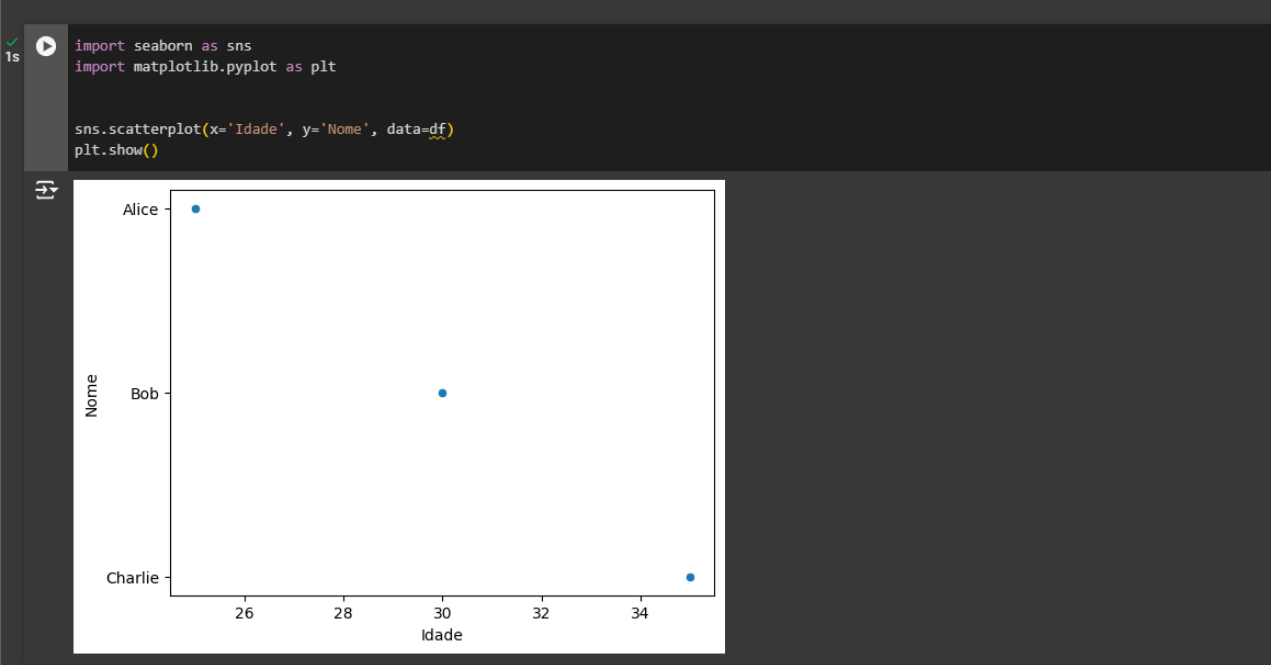 import seaborn as sns
1s
import matplotlib.pyplot as plt
sns.scatterplot(x='Idade', y='Nome', data=df)
plt.show()
Alice
Bob
Charlie
Nome
26 28 30 32 34
Idade